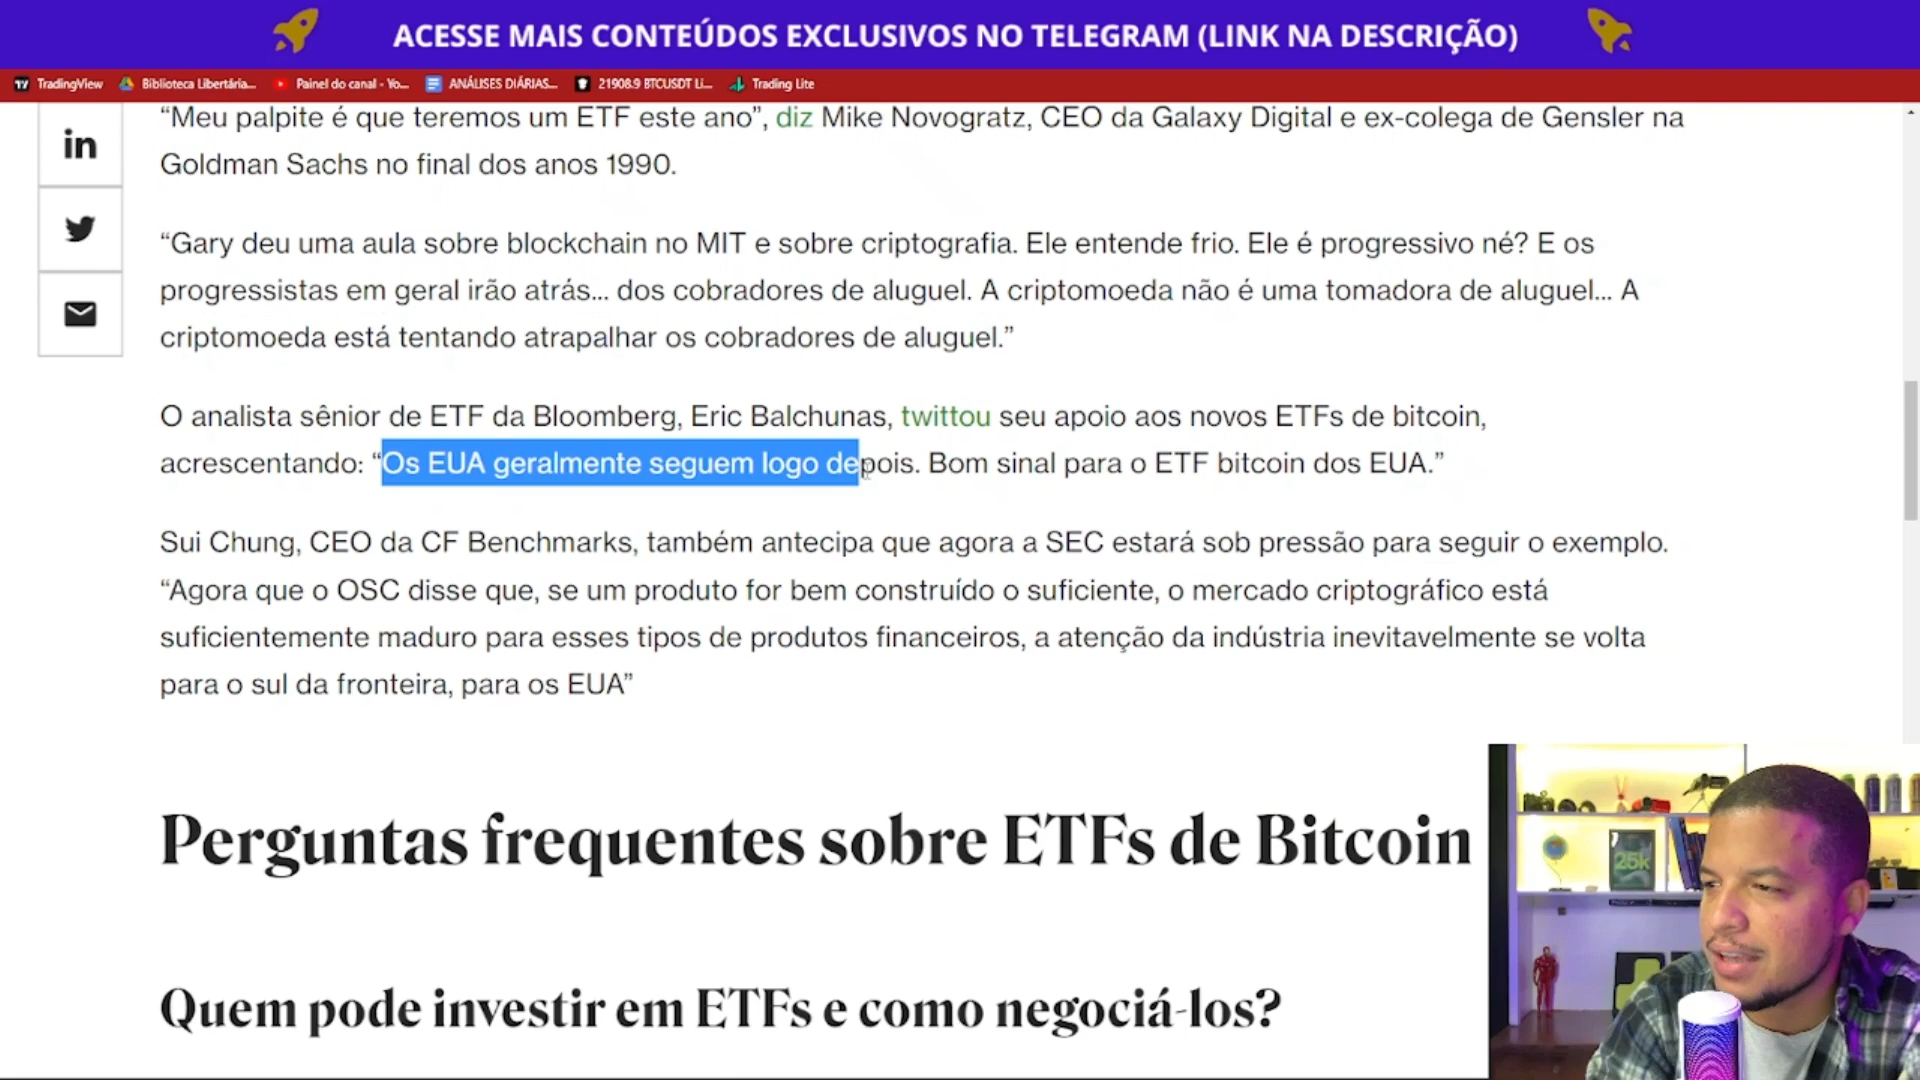 ACESSE MAIS CONTEÚDOS EXCLUSIVOS NO TELEGRAM (LINK NA DESCRIÇÃO)
TradingView
Biblioteca Libertária...
Painel do canal - Yo...
ANÁLISES DIÁRIAS...
21908.9 BTCUSDT Li...
Trading Lite
“Meu palpite é que teremos um ETF este ano”, diz Mike Novogratz, CEO da Galaxy Digital e ex-colega de Gensler na
Goldman Sachs no final dos anos 1990.
“Gary deu uma aula sobre blockchain no MIT e sobre criptografia. Ele entende frio. Ele é progressivo né? E os
progressistas em geral irão atrás... dos cobradores de aluguel. A criptomoeda não é uma tomadora de aluguel... A
criptomoeda está tentando atrapalhar os cobradores de aluguel.”
O analista sênior de ETF da Bloomberg, Eric Balchunas, twittou seu apoio aos novos ETFs de bitcoin,
acrescentando: “Os EUA geralmente seguem logo depois. Bom sinal para o ETF bitcoin dos EUA.”
Sui Chung, CEO da CF Benchmarks, também antecipa que agora a SEC estará sob pressão para seguir o exemplo.
“Agora que o OSC disse que, se um produto for bem construído o suficiente, o mercado criptográfico está
suficientemente maduro para esses tipos de produtos financeiros, a atenção da indústria inevitavelmente se volta
para o sul da fronteira, para os EUA”
Perguntas frequentes sobre ETFs de Bitcoin
25k
Quem pode investir em ETFs e como negociá-los?